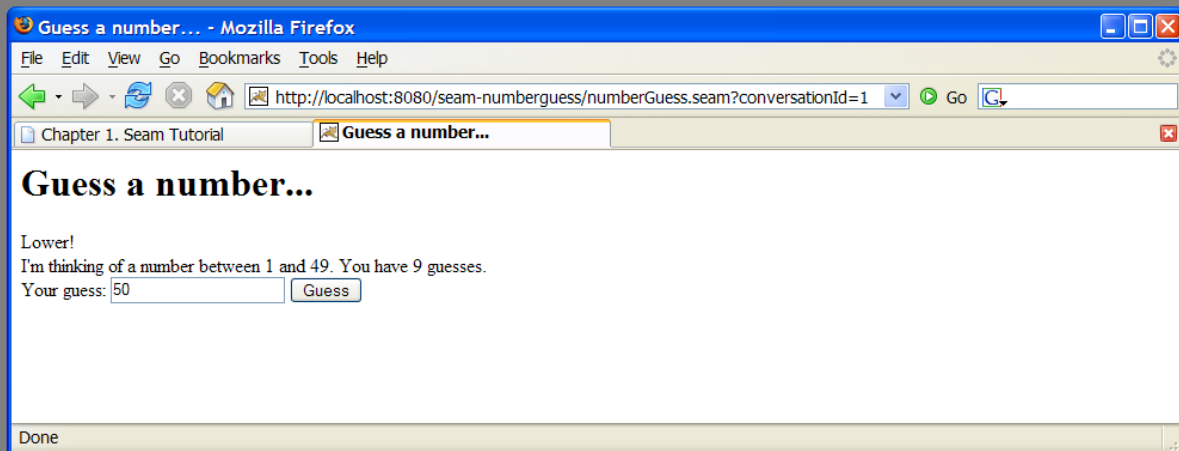 Guess a number... - Mozilla Firefox
File Edit View Go Bookmarks Tools Help
http://localhost:8080/seam-numberguess/numberGuess.seam?conversationId=1 Go G
Chapter 1. Seam Tutorial Guess a number...
Guess a number...
Lower!
I'm thinking of a number between 1 and 49. You have 9 guesses.
Your guess: 50 Guess
Done